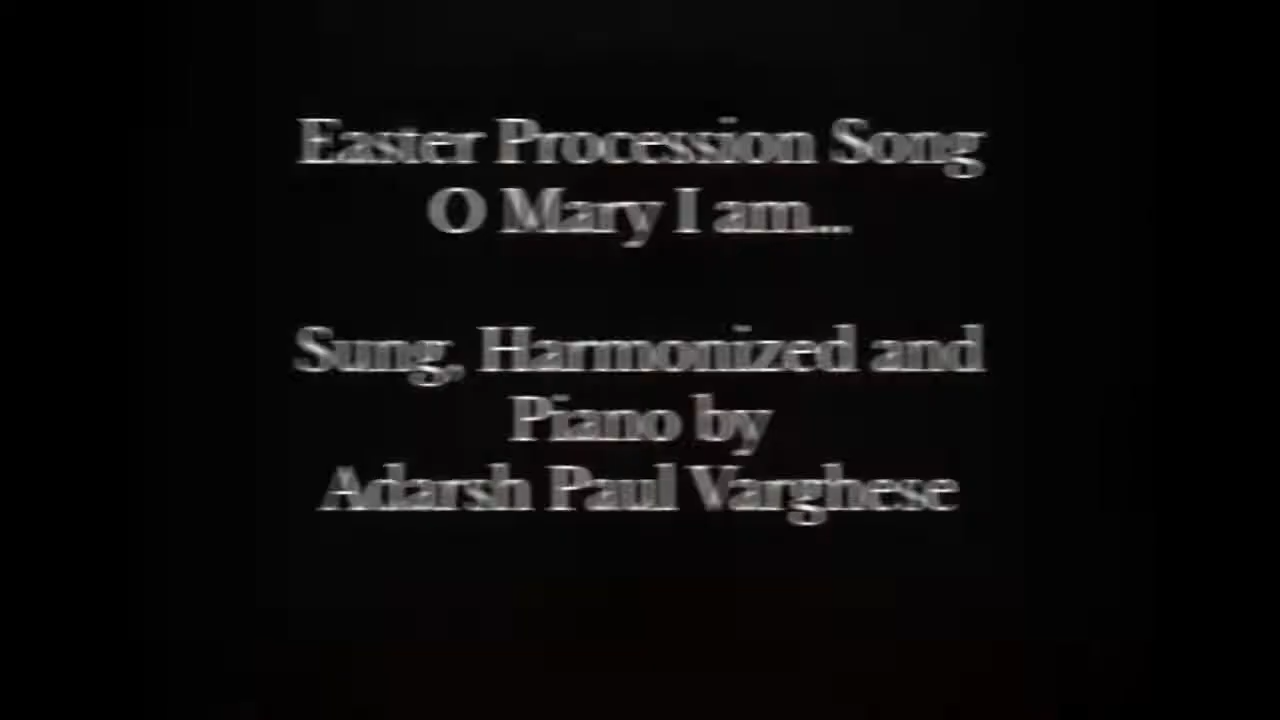 Easter Procession Song
O Mary I am...
Sung, Harmonized and
Piano by
Adarsh Paul Varghese